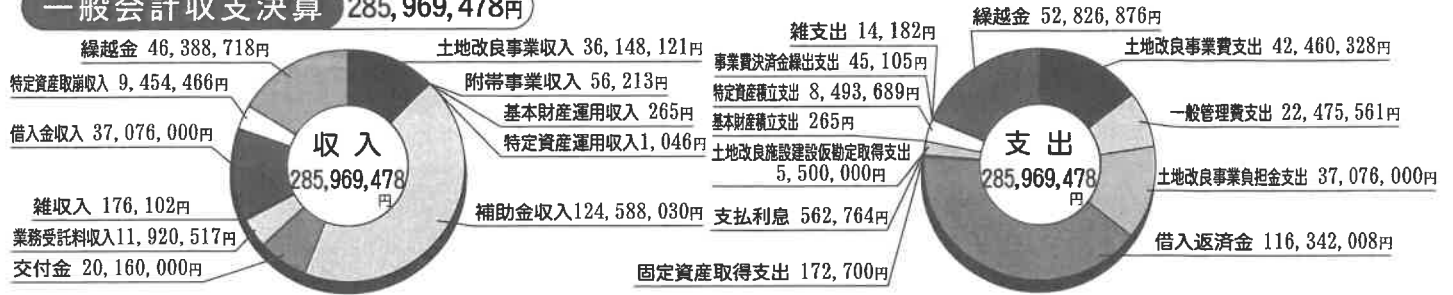 一般会計収支決算 285,969,478円
繰越金 46,388,718円
特定資産取崩収入 9,454,466円
借入金収入 37,076,000円
雑収入 176,102円
業務受託料収入11,920,517円
交付金 20,160,000円
土地改良事業収入 36,148,121円
附帯事業収入 56,213円
基本財産運用収入 265円
特定資産運用収入1,046円
補助金収入124,588,030円
収入
285,969,478
円
雑支出 14,182円
事業費決済金繰出支出 45,105円
特定資産積立支出 8,493,689円
基本財産積立支出 265円
土地改良施設建設仮勘定取得支出
5,500,000円
支払利息 562,764円
固定資産取得支出 172,700円
繰越金 52,826,876円
土地改良事業費支出 42,460,328円
一般管理費支出 22,475,561円
土地改良事業負担金支出 37,076,000円
借入返済金 116,342,008円
支出
285,969,478
円